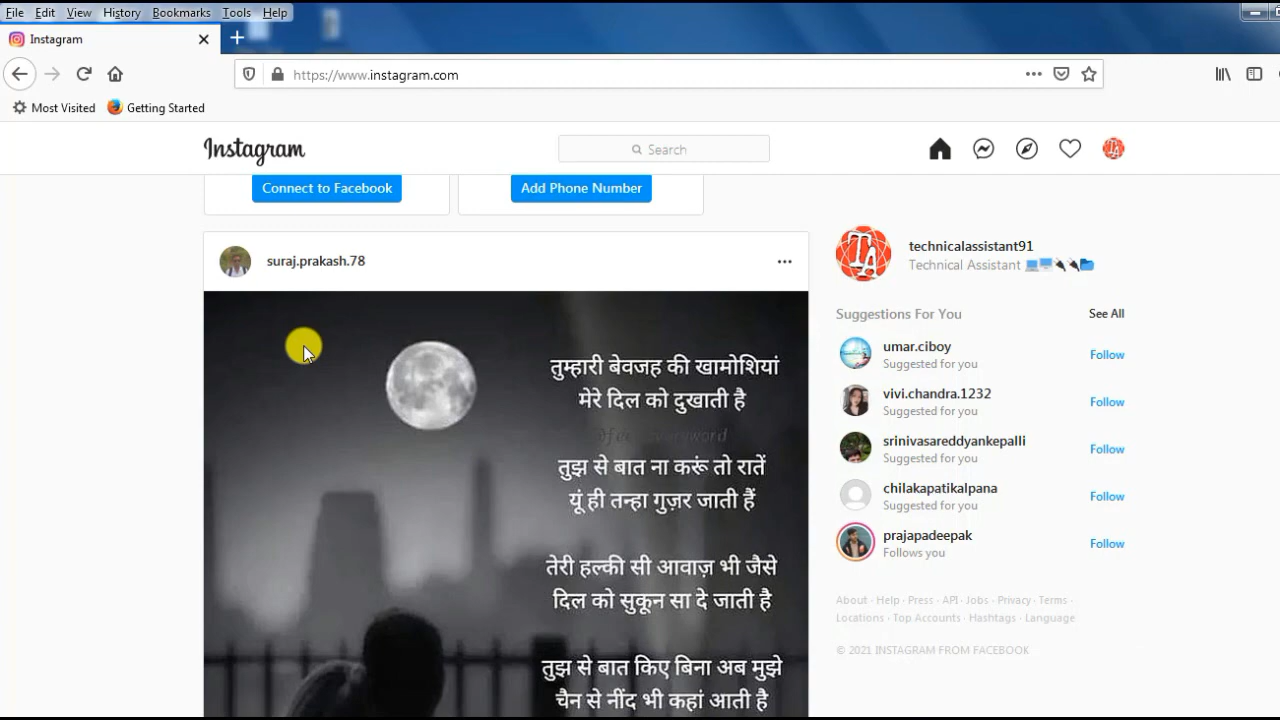 File Edit View History Bookmarks Tools Help
Instagram
https://www.instagram.com
Most Visited Getting Started
Instagram
Search
Connect to Facebook
Add Phone Number
suraj.prakash.78
तुम्हारी बेवजह की खामोशियां
मेरे दिल को दुखाती है
तुझ से बात ना करूं तो रातें
यूं ही तन्हा गुज़र जाती हैं
तेरी हल्की सी आवाज़ भी जैसे
दिल को सुकून सा दे जाती है
तुझ से बात किए बिना अब मुझे
चैन से नींद भी कहां आती है
TA
technicalassistant91
Technical Assistant
Suggestions For You See All
umar.ciboy
Suggested for you
Follow
vivi.chandra.1232
Suggested for you
Follow
srinivasareddyankepalli
Suggested for you
Follow
chilakapatikalpana
Suggested for you
Follow
prajapadeepak
Follows you
Follow
About · Help · Press · API · Jobs · Privacy · Terms ·
Locations · Top Accounts · Hashtags · Language
© 2021 INSTAGRAM FROM FACEBOOK